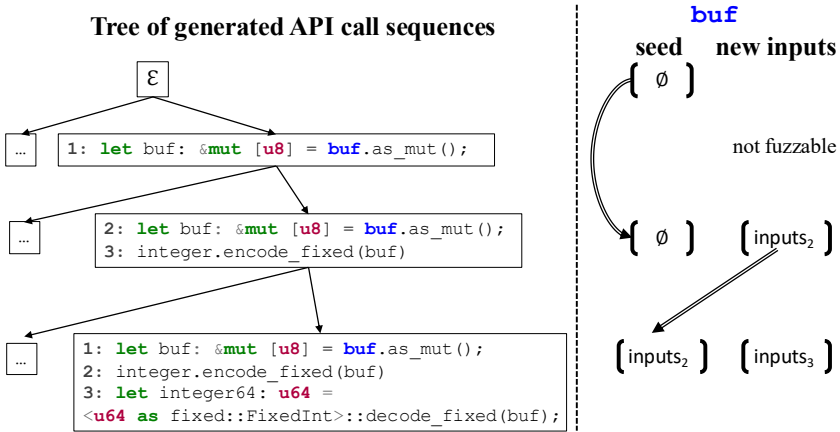 Tree of generated API call sequences
ε
...
1: let buf: &mut [u8] = buf.as_mut();
...
2: let buf: &mut [u8] = buf.as_mut();
3: integer.encode_fixed(buf)
...
1: let buf: &mut [u8] = buf.as_mut();
2: integer.encode_fixed(buf)
3: let integer64: u64 =
<u64 as fixed::FixedInt>::decode_fixed(buf);
buf
seed new inputs
[ ∅ ]
not fuzzable
[ ∅ ] [inputs₂]
[inputs₂] [inputs₃]